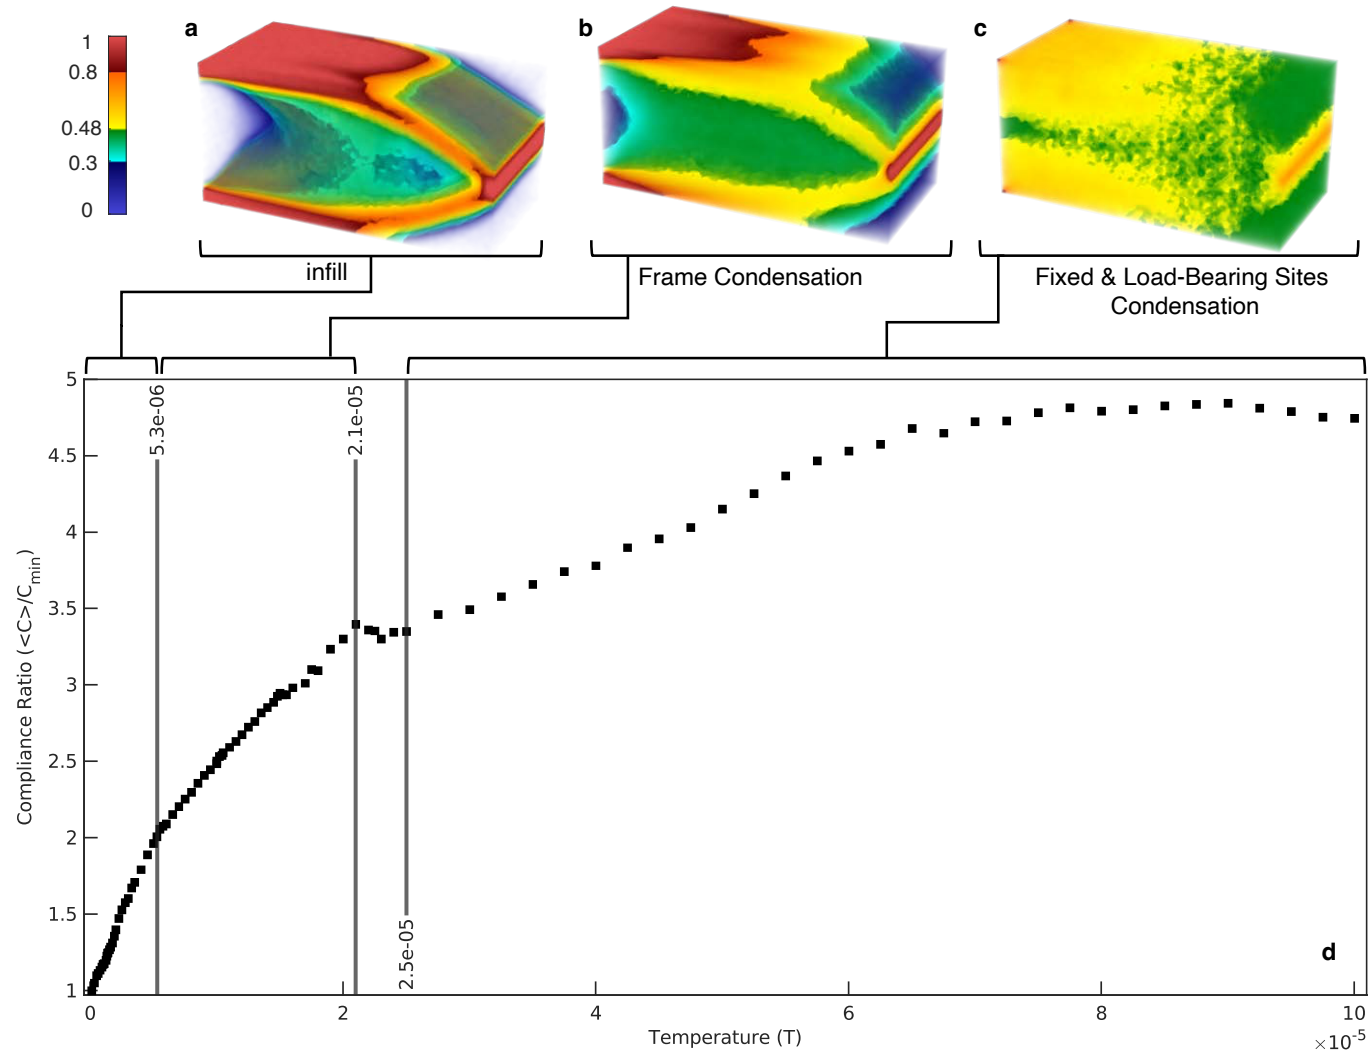 a
b
c
1
0.8
0.48
0.3
0
infill
Frame Condensation
Fixed & Load-Bearing Sites
Condensation
5
4.5
4
3.5
3
2.5
2
1.5
1
Compliance Ratio (<C>/Cmin)
5.3e-06
2.1e-05
2.5e-05
d
0 2 4 6 8 10
Temperature (T)
×10-5